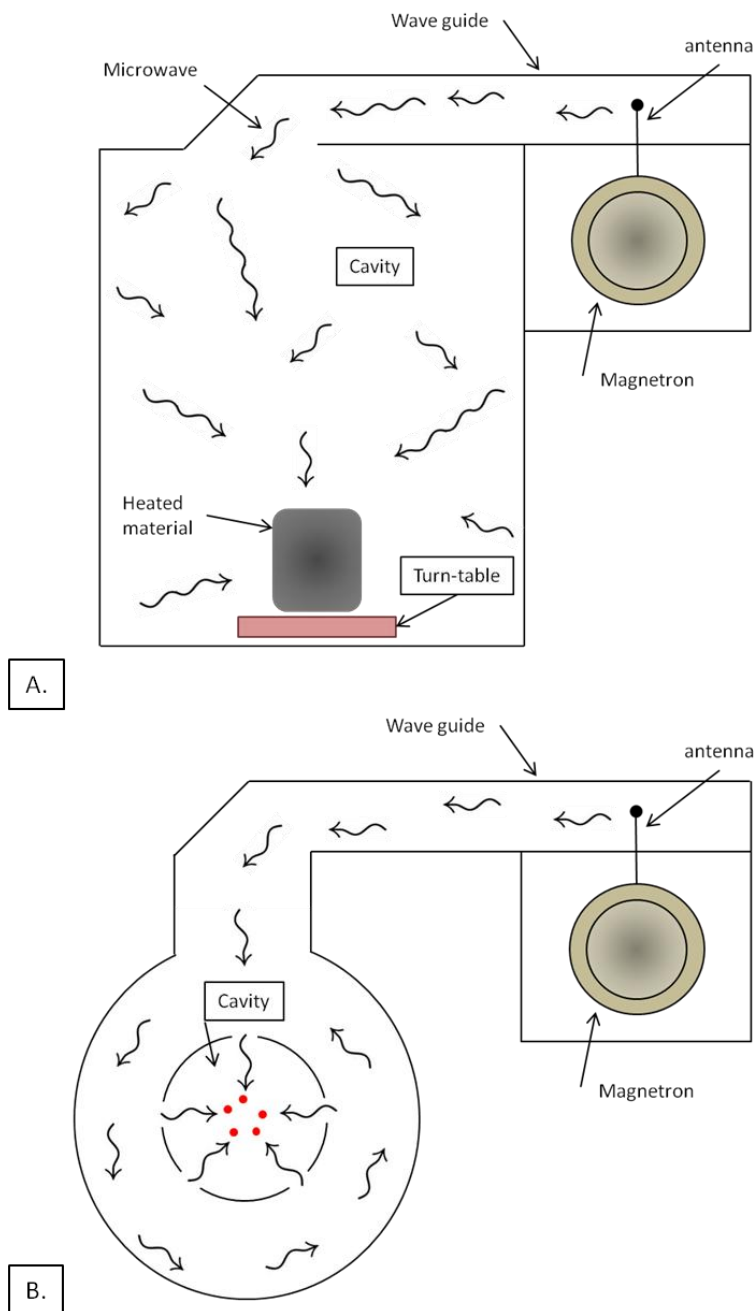 Wave guide
antenna
Microwave
Cavity
Magnetron
Heated
material
Turn-table
A.
Wave guide
antenna
Cavity
Magnetron
B.